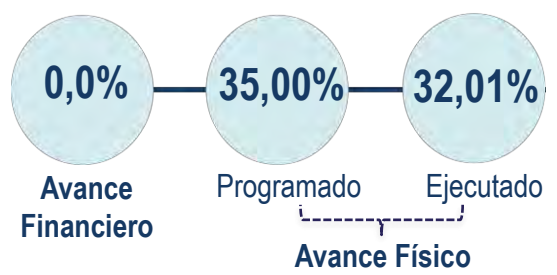 0,0% 35,00% 32,01%
Avance Financiero
Programado Ejecutado
Avance Físico